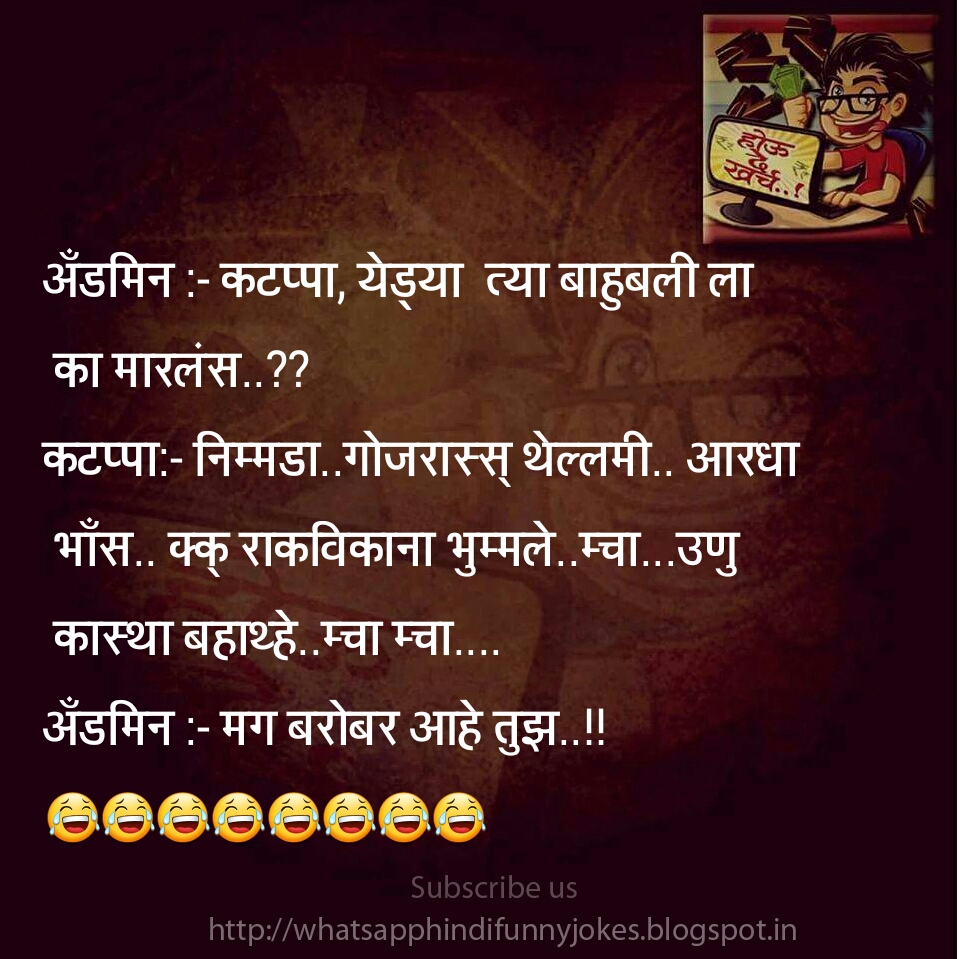 होऊ
दे
खर्च..!
अँडमिन :- कटप्पा, येड्या त्या बाहुबली ला
का मारलंस..??
कटप्पा:- निम्मडा..गोजरास्स् थेल्लमी.. आरधा
भाँस.. क्क् राकविकाना भुम्मले..म्चा...उणु
कास्था बहाथ्हे..म्चा म्चा....
अँडमिन :- मग बरोबर आहे तुझ..!!
😂😂😂😂😂😂😂😂
Subscribe us
http://whatsapphindifunnyjokes.blogspot.in